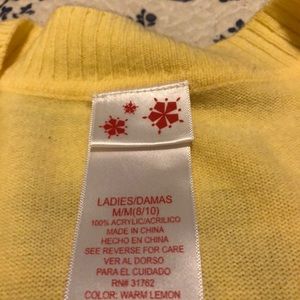 LADIES/DAMAS
M/M(8/10)
100% ACRYLIC/ACRILICO
MADE IN CHINA
HECHO EN CHINA
SEE REVERSE FOR CARE
VER AL DORSO
PARA EL CUIDADO
RN# 31762
COLOR: WARM LEMON